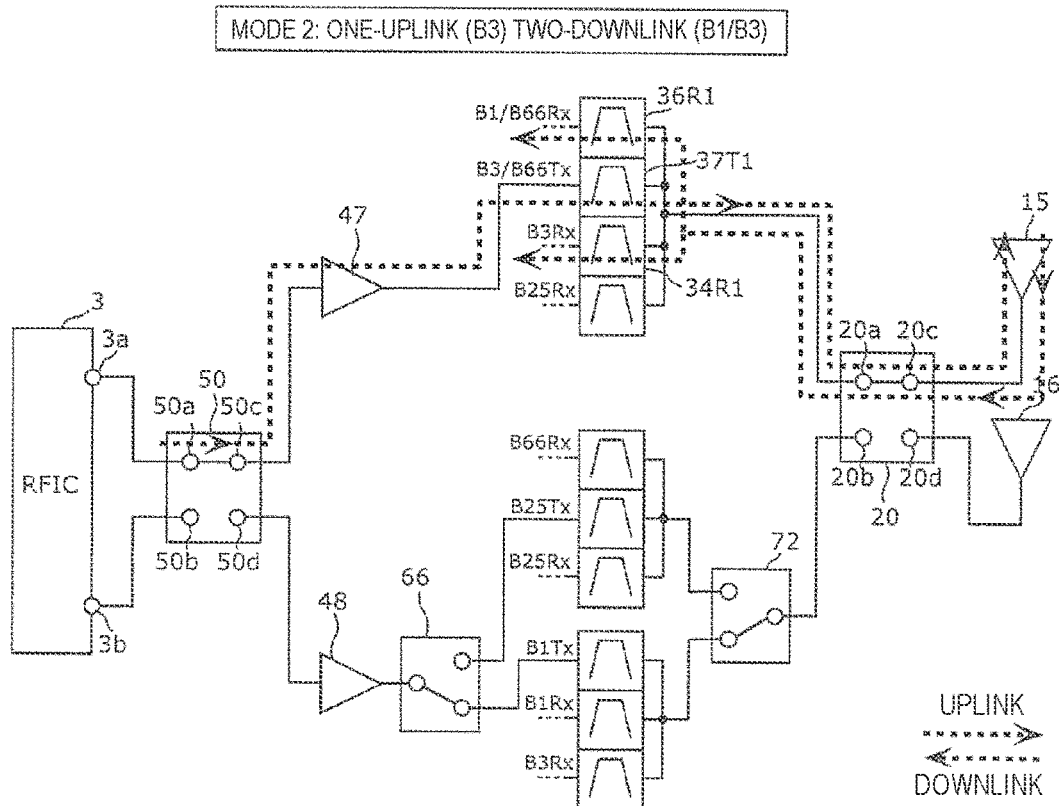 MODE 2: ONE-UPLINK (B3) TWO-DOWNLINK (B1/B3)
B1/B66Rx
36R1
B3/B66Tx
37T1
47
B3Rx
34R1
B25Rx
15
3
3a
50
50a
50c
20a
20c
16
RFIC
50b
50d
B66Rx
20b
20d
20
B25Tx
72
66
B25Rx
3b
48
B1Tx
B1Rx
B3Rx
UPLINK
DOWNLINK